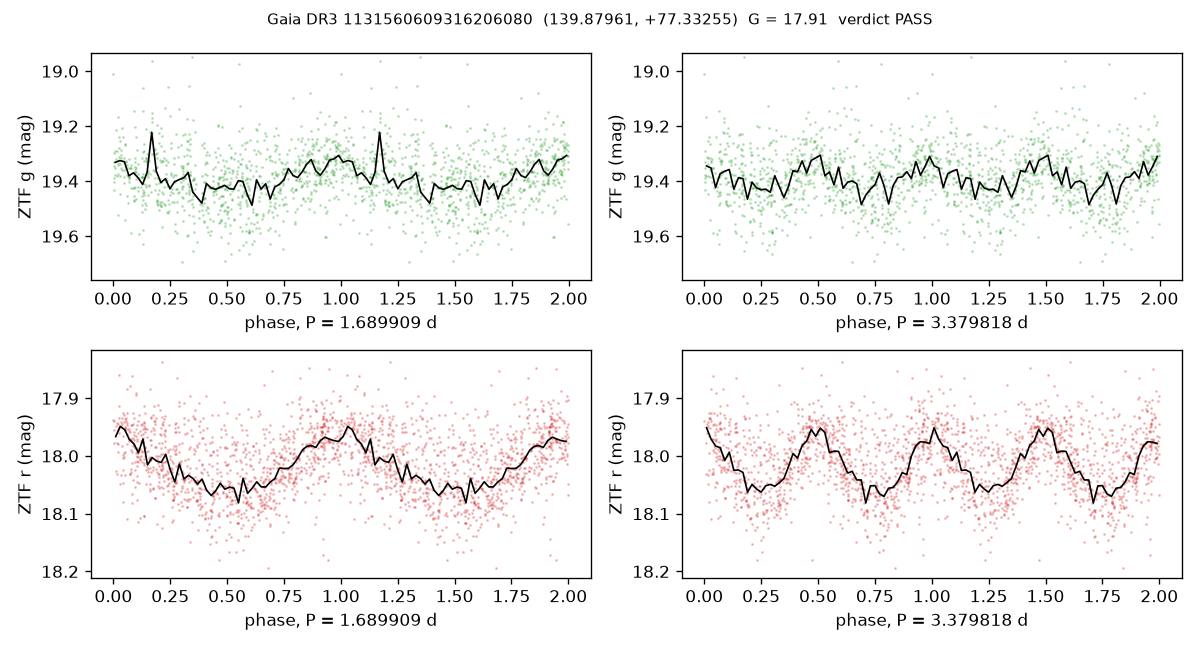 Gaia DR3 1131560609316206080 (139.87961, +77.33255) G = 17.91 verdict PASS
ZTF g (mag)
19.0
19.2
19.4
19.6
0.00 0.25 0.50 0.75 1.00 1.25 1.50 1.75 2.00
phase, P = 1.689909 d
ZTF g (mag)
19.0
19.2
19.4
19.6
0.00 0.25 0.50 0.75 1.00 1.25 1.50 1.75 2.00
phase, P = 3.379818 d
ZTF r (mag)
17.9
18.0
18.1
18.2
0.00 0.25 0.50 0.75 1.00 1.25 1.50 1.75 2.00
phase, P = 1.689909 d
ZTF r (mag)
17.9
18.0
18.1
18.2
0.00 0.25 0.50 0.75 1.00 1.25 1.50 1.75 2.00
phase, P = 3.379818 d